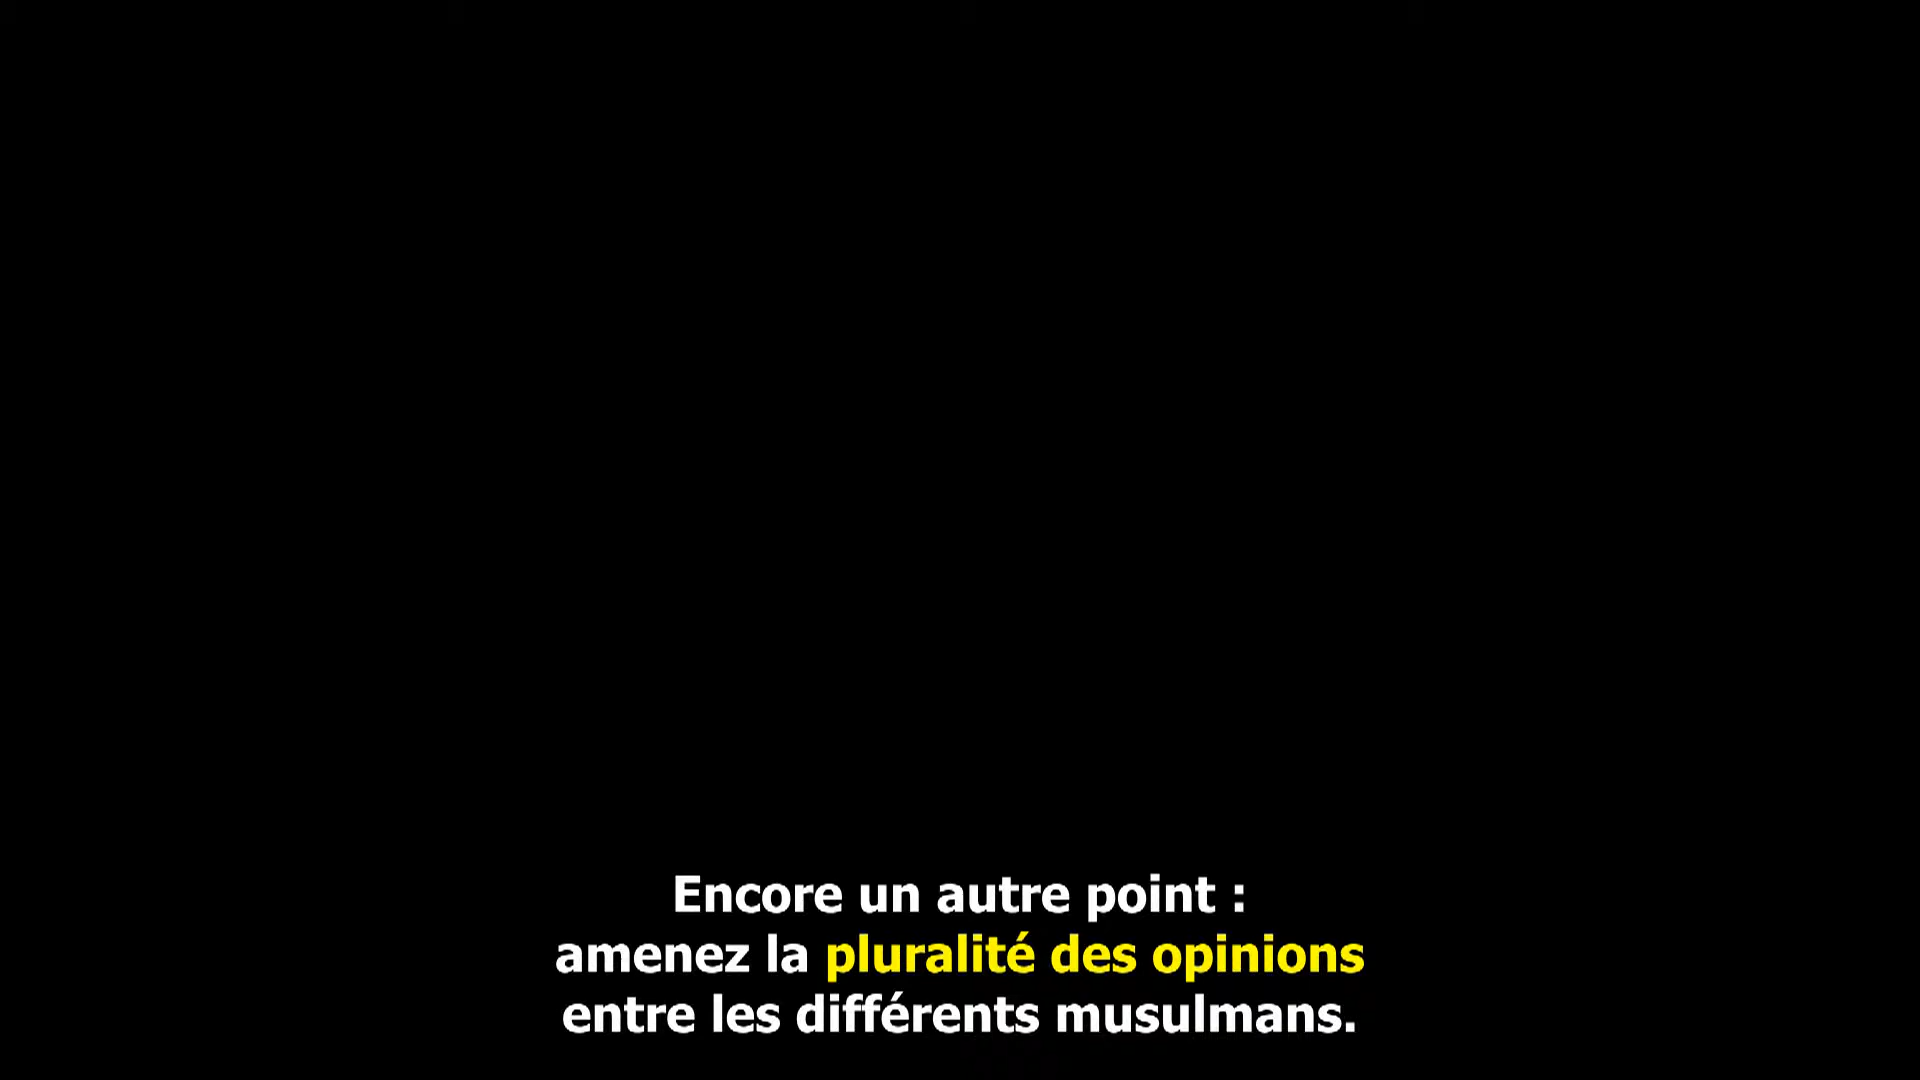 Encore un autre point :
amenez la pluralité des opinions
entre les différents musulmans.